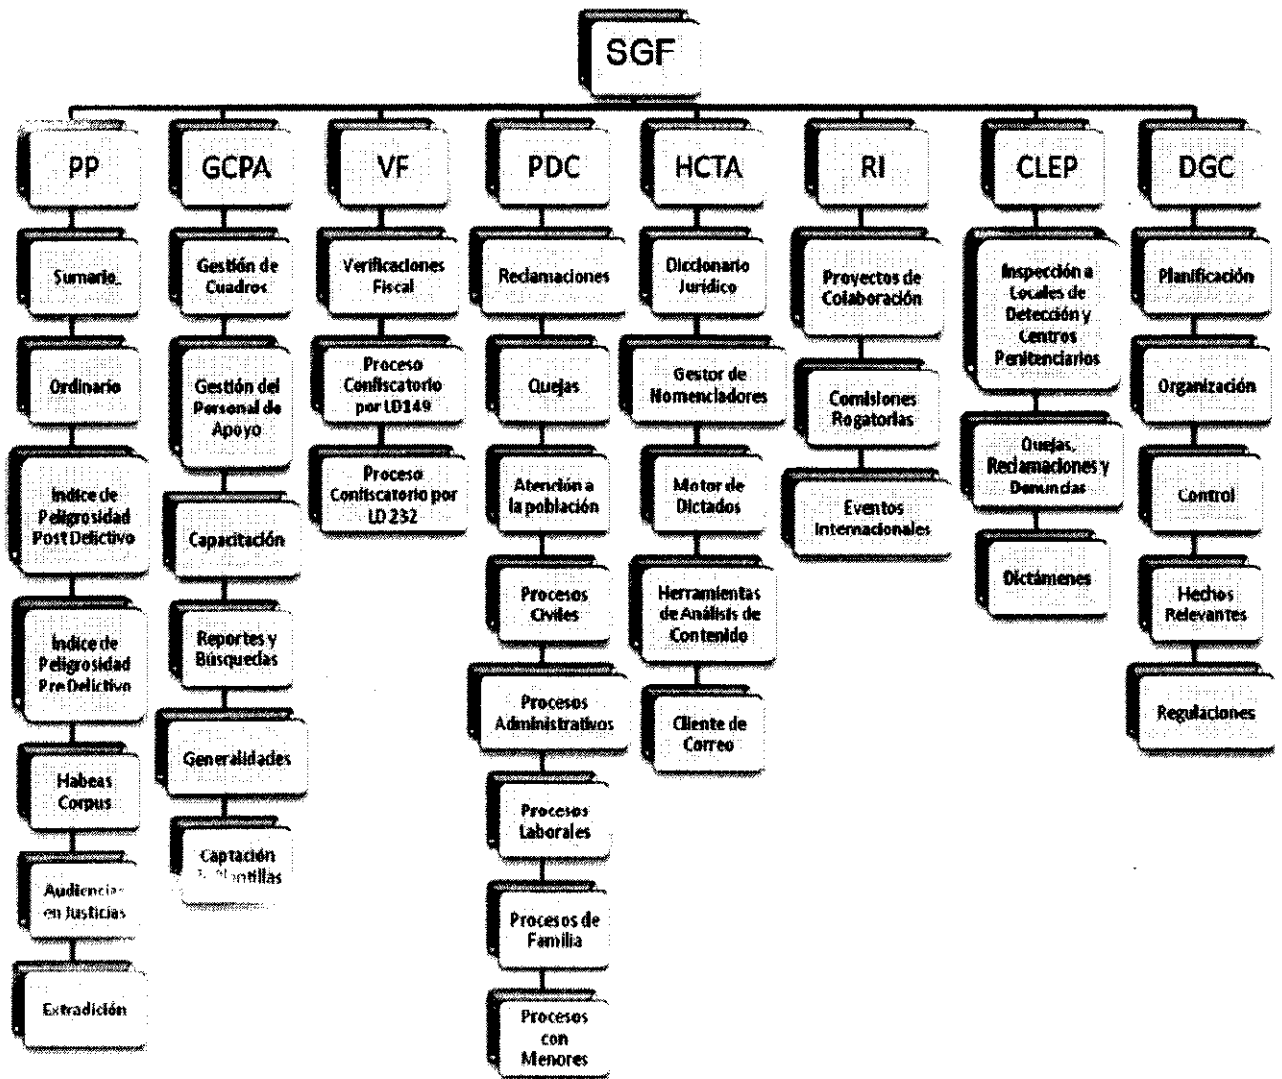 SGF
PP
GCPA
VF
PDC
HCTA
RI
CLEP
DGC
Sumario
Ordinario
Índice de
Peligrosidad
Post Delictivo
Índice de
Peligrosidad
Pre Delictivo
Habeas
Corpus
Audiencias
en Justicias
Extradición
Gestión de
Cuadros
Gestión del
Personal de
Apoyo
Capacitación
Reportes y
Búsquedas
Generalidades
Captación
Verificaciones
Fiscal
Proceso
Confiscatorio
por LD149
Proceso
Confiscatorio por
LD 232
Reclamaciones
Quejas
Atención a
la población
Procesos
Civiles
Procesos
Administrativos
Procesos
Laborales
Procesos de
Familia
Procesos
con
Menores
Diccionario
Jurídico
Gestor de
Nomencladores
Motor de
Dictados
Herramientas
de Análisis de
Contenido
Cliente de
Correo
Proyectos de
Colaboración
Comisiones
Rogatorias
Eventos
Internacionales
Inspección a
Locales de
Detección y
Centros
Penitenciarios
Quejas,
Reclamaciones y
Denuncias
Dictámenes
Planificación
Organización
Control
Hechos
Relevantes
Regulaciones